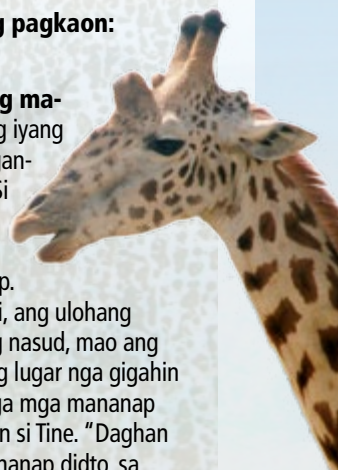 g pagkaon:
g ma-
g iyang
gan-
Si
p.
i, ang ulohang
g nasud, mao ang
g lugar nga gigahin
ga mga mananap
n si Tine. “Daghan
nanap didto, sa